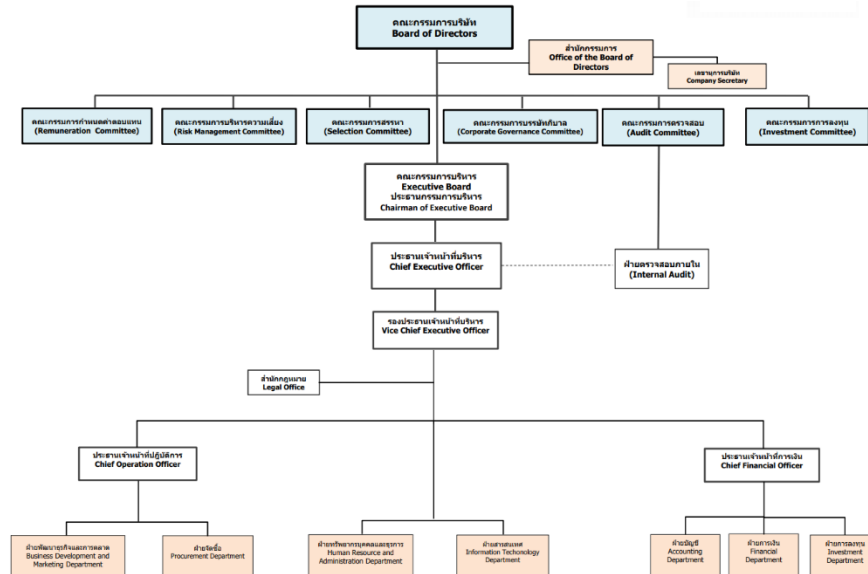 คณะกรรมการบริษัท
Board of Directors
สำนักกรรมการ
Office of the Board of
Directors
เลขานุการบริษัท
Company Secretary
คณะกรรมการกำหนดค่าตอบแทน
(Remuneration Committee)
คณะกรรมการบริหารความเสี่ยง
(Risk Management Committee)
คณะกรรมการสรรหา
(Selection Committee)
คณะกรรมการบรรษัทภิบาล
(Corporate Governance Committee)
คณะกรรมการตรวจสอบ
(Audit Committee)
คณะกรรมการการลงทุน
(Investment Committee)
คณะกรรมการบริหาร
Executive Board
ประธานกรรมการบริหาร
Chairman of Executive Board
ประธานเจ้าหน้าที่บริหาร
Chief Executive Officer
ฝ่ายตรวจสอบภายใน
(Internal Audit)
รองประธานเจ้าหน้าที่บริหาร
Vice Chief Executive Officer
สำนักกฎหมาย
Legal Office
ประธานเจ้าหน้าที่ปฏิบัติการ
Chief Operation Officer
ประธานเจ้าหน้าที่การเงิน
Chief Financial Officer
ฝ่ายพัฒนาธุรกิจและการตลาด
Business Development and
Marketing Department
ฝ่ายจัดซื้อ
Procurement Department
ฝ่ายทรัพยากรบุคคลและธุรการ
Human Resource and
Administration Department
ฝ่ายสารสนเทศ
Information Techonology
Department
ฝ่ายบัญชี
Accounting
Department
ฝ่ายการเงิน
Financial
Department
ฝ่ายการลงทุน
Investment
Department